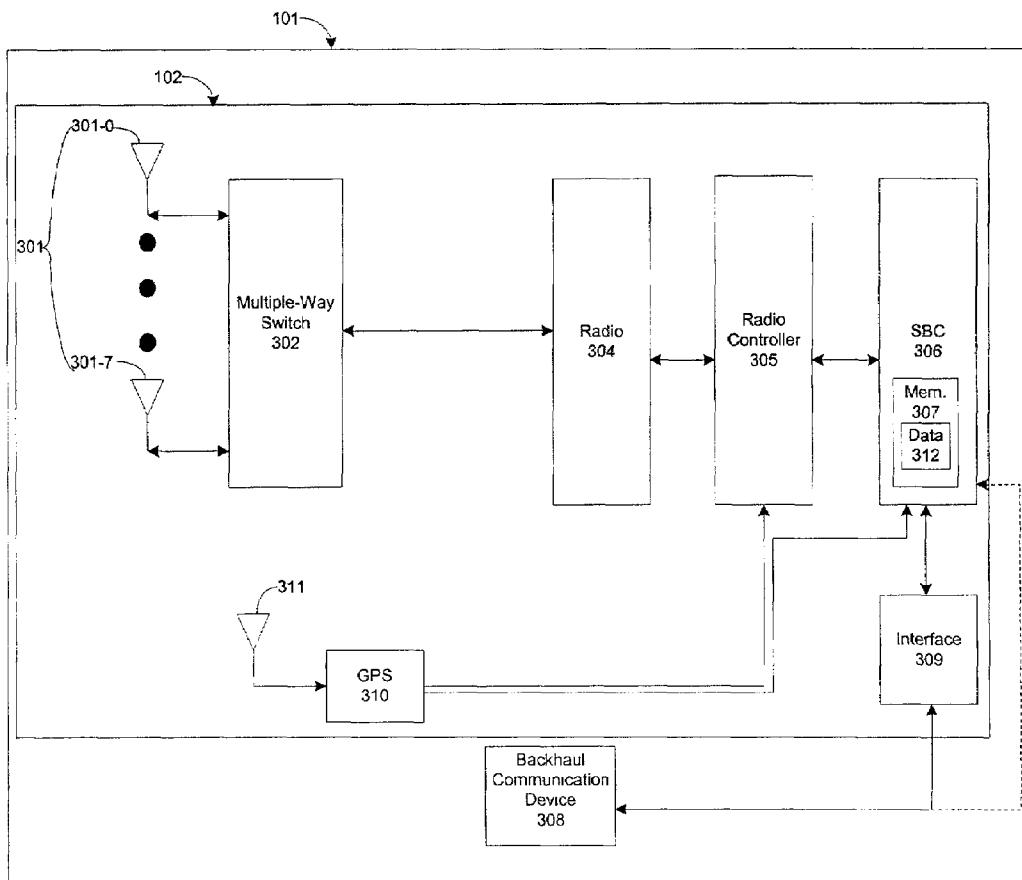 101
102
301-0
301
301-7
Multiple-Way
Switch
302
Radio
304
Radio
Controller
305
SBC
306
Mem.
307
Data
312
311
GPS
310
Interface
309
Backhaul
Communication
Device
308